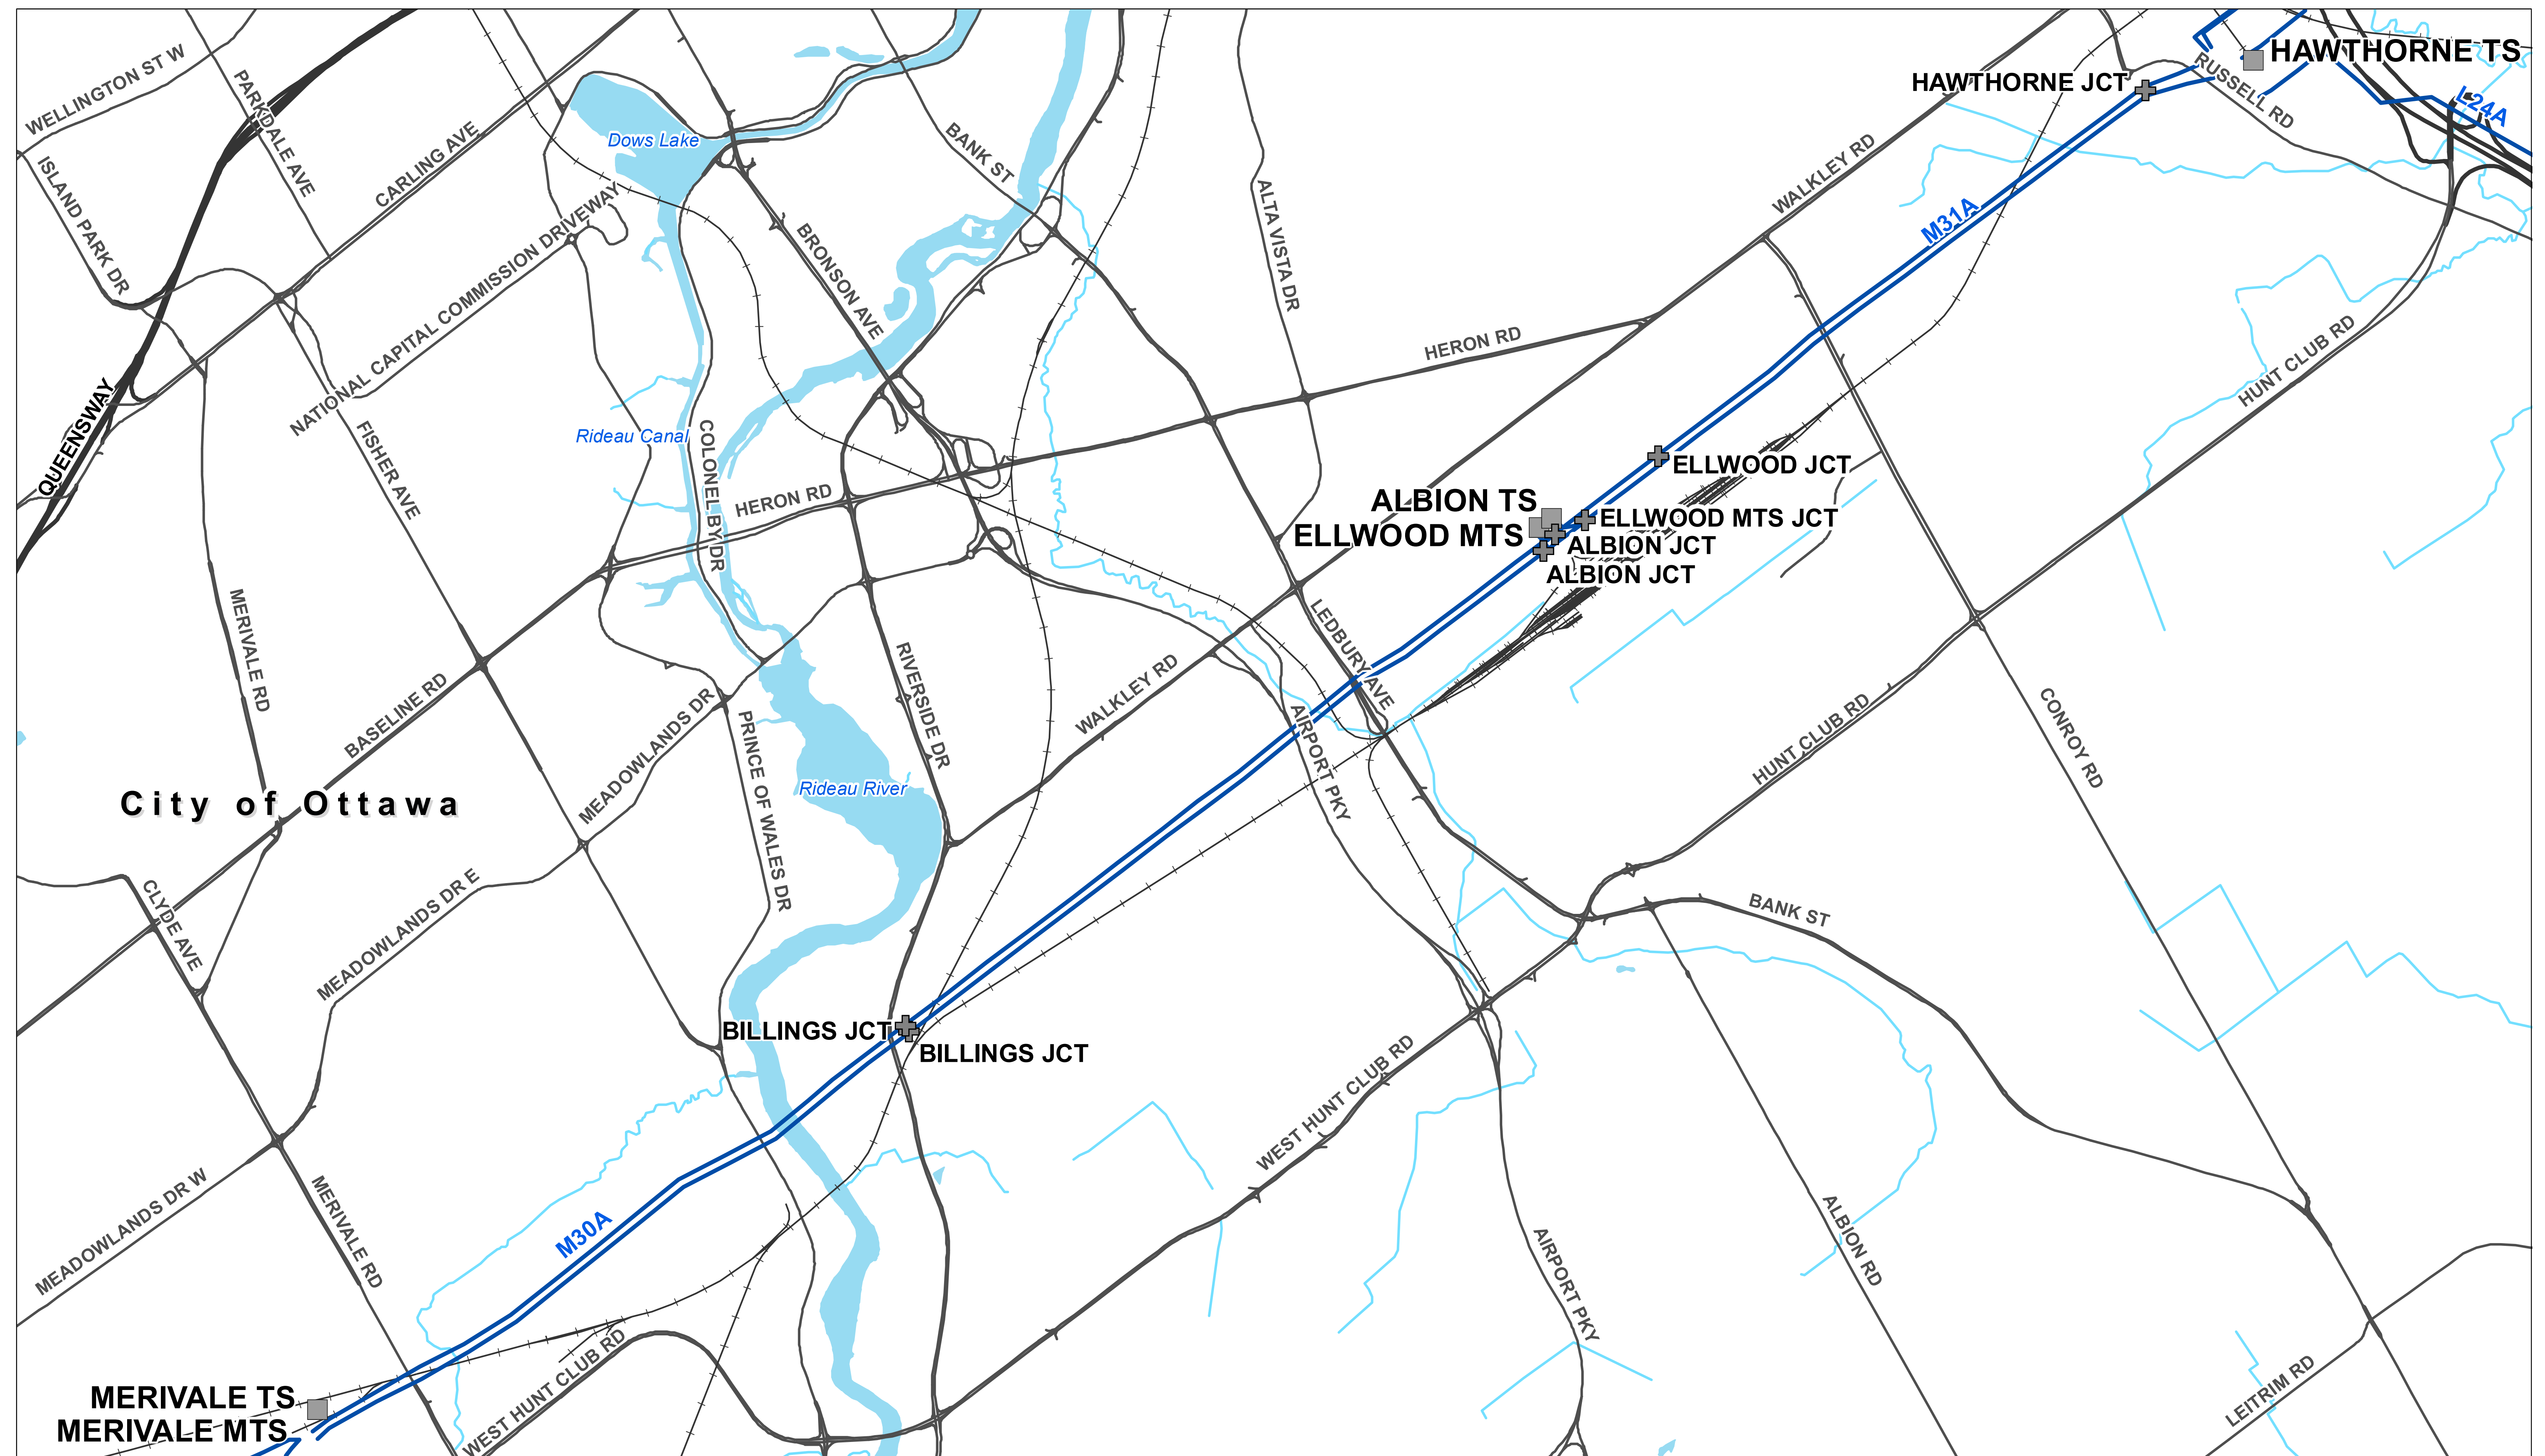 WELLINGTON ST W
PARKDALE AVE
HAWTHORNE TS
HAWTHORNE JCT
RUSSELL RD
L24A
Dows Lake
CARLING AVE
BANK ST
ISLAND PARK DR
WALKLEY RD
NATIONAL CAPITAL COMMISSION DRIVEWAY
BRONSON AVE
ALTA VISTA DR
M31A
HERON RD
HUNT CLUB RD
QUEENSWAY
Rideau Canal
COLONEL BY DR
FISHER AVE
HERON RD
ELLWOOD JCT
ALBION TS
ELLWOOD MTS
ELLWOOD MTS JCT
ALBION JCT
ALBION JCT
MERIVALE RD
LEDBURY AVE
BASELINE RD
RIVERSIDE DR
WALKLEY RD
MEADOWLANDS DR
PRINCE OF WALES DR
AIRPORT PKY
HUNT CLUB RD
CONROY RD
City of Ottawa
Rideau River
CLYDE AVE
MEADOWLANDS DR E
BANK ST
BILLINGS JCT
BILLINGS JCT
WEST HUNT CLUB RD
MEADOWLANDS DR W
MERIVALE RD
M30A
ALBION RD
AIRPORT PKY
WEST HUNT CLUB RD
LEITRIM RD
MERIVALE TS
MERIVALE MTS